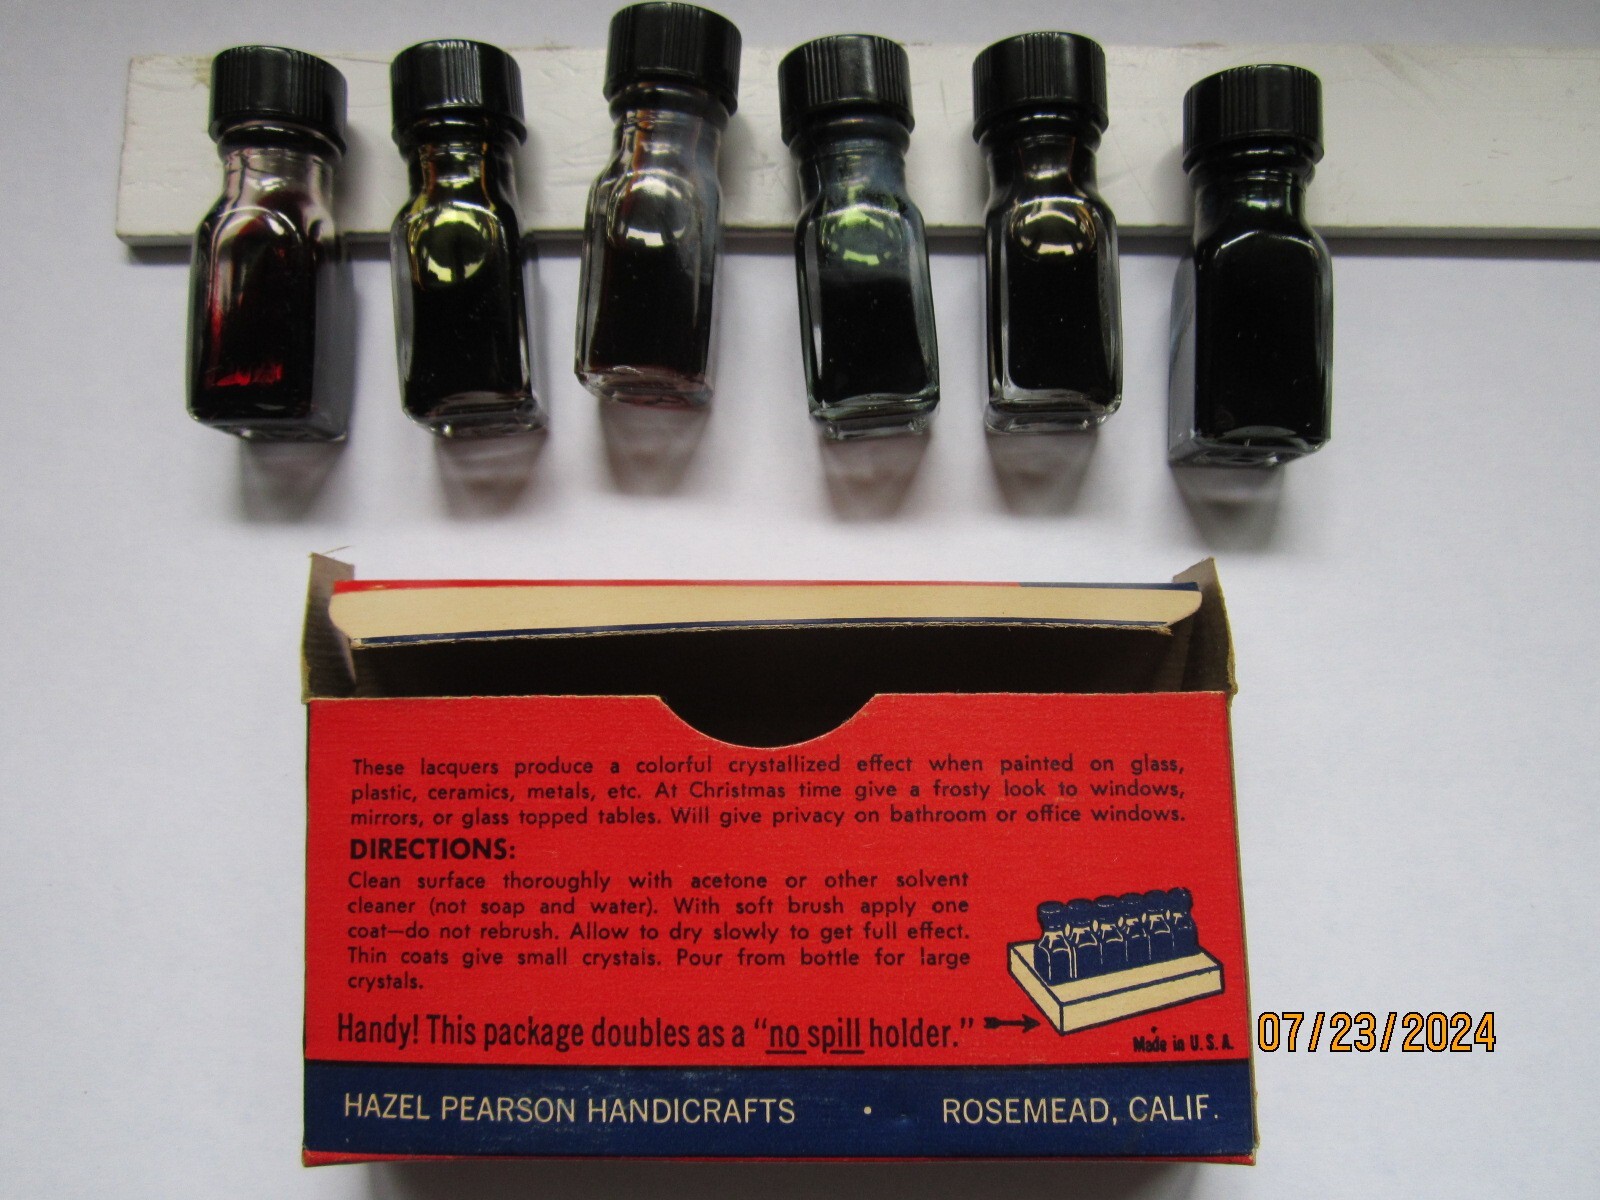 These lacquers produce a colorful crystallized effect when painted on glass,
plastic, ceramics, metals, etc. At Christmas time give a frosty look to windows,
mirrors, or glass topped tables. Will give privacy on bathroom or office windows.
DIRECTIONS:
Clean surface thoroughly with acetone or other solvent
cleaner (not soap and water). With soft brush apply one
coat—do not rebrush. Allow to dry slowly to get full effect.
Thin coats give small crystals. Pour from bottle for large
crystals.
Handy! This package doubles as a "no spill holder."
Made in U.S.A.
07/23/2024
HAZEL PEARSON HANDICRAFTS • ROSEMEAD, CALIF.